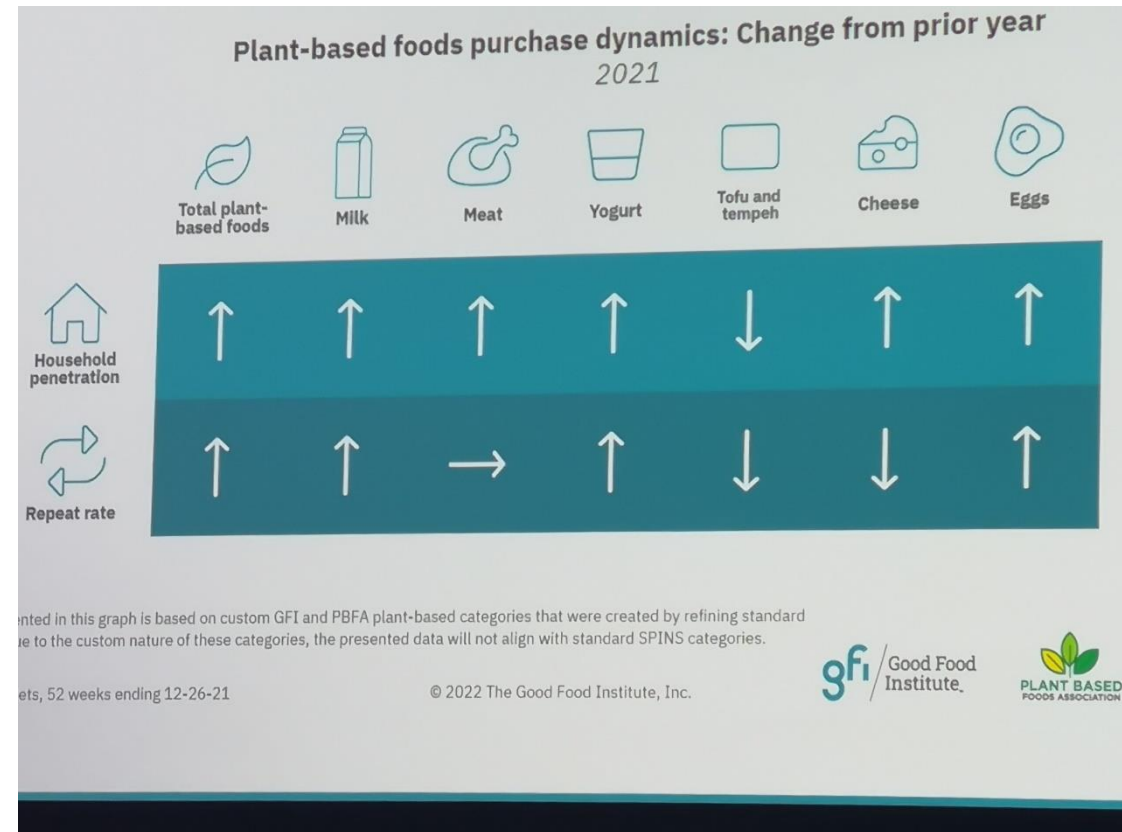 Plant-based foods purchase dynamics: Change from prior year
2021
Total plant-
based foods
Milk
Meat
Yogurt
Tofu and
tempeh
Cheese
Eggs
Household
penetration
Repeat rate
in this graph is based on custom GFI and PBFA plant-based categories that were created by refining standard
to the custom nature of these categories, the presented data will not align with standard SPINS categories.
52 weeks ending 12-26-21
© 2022 The Good Food Institute, Inc.
gfi
Good Food
Institute.
PLANT BASED
FOODS ASSOCIATION